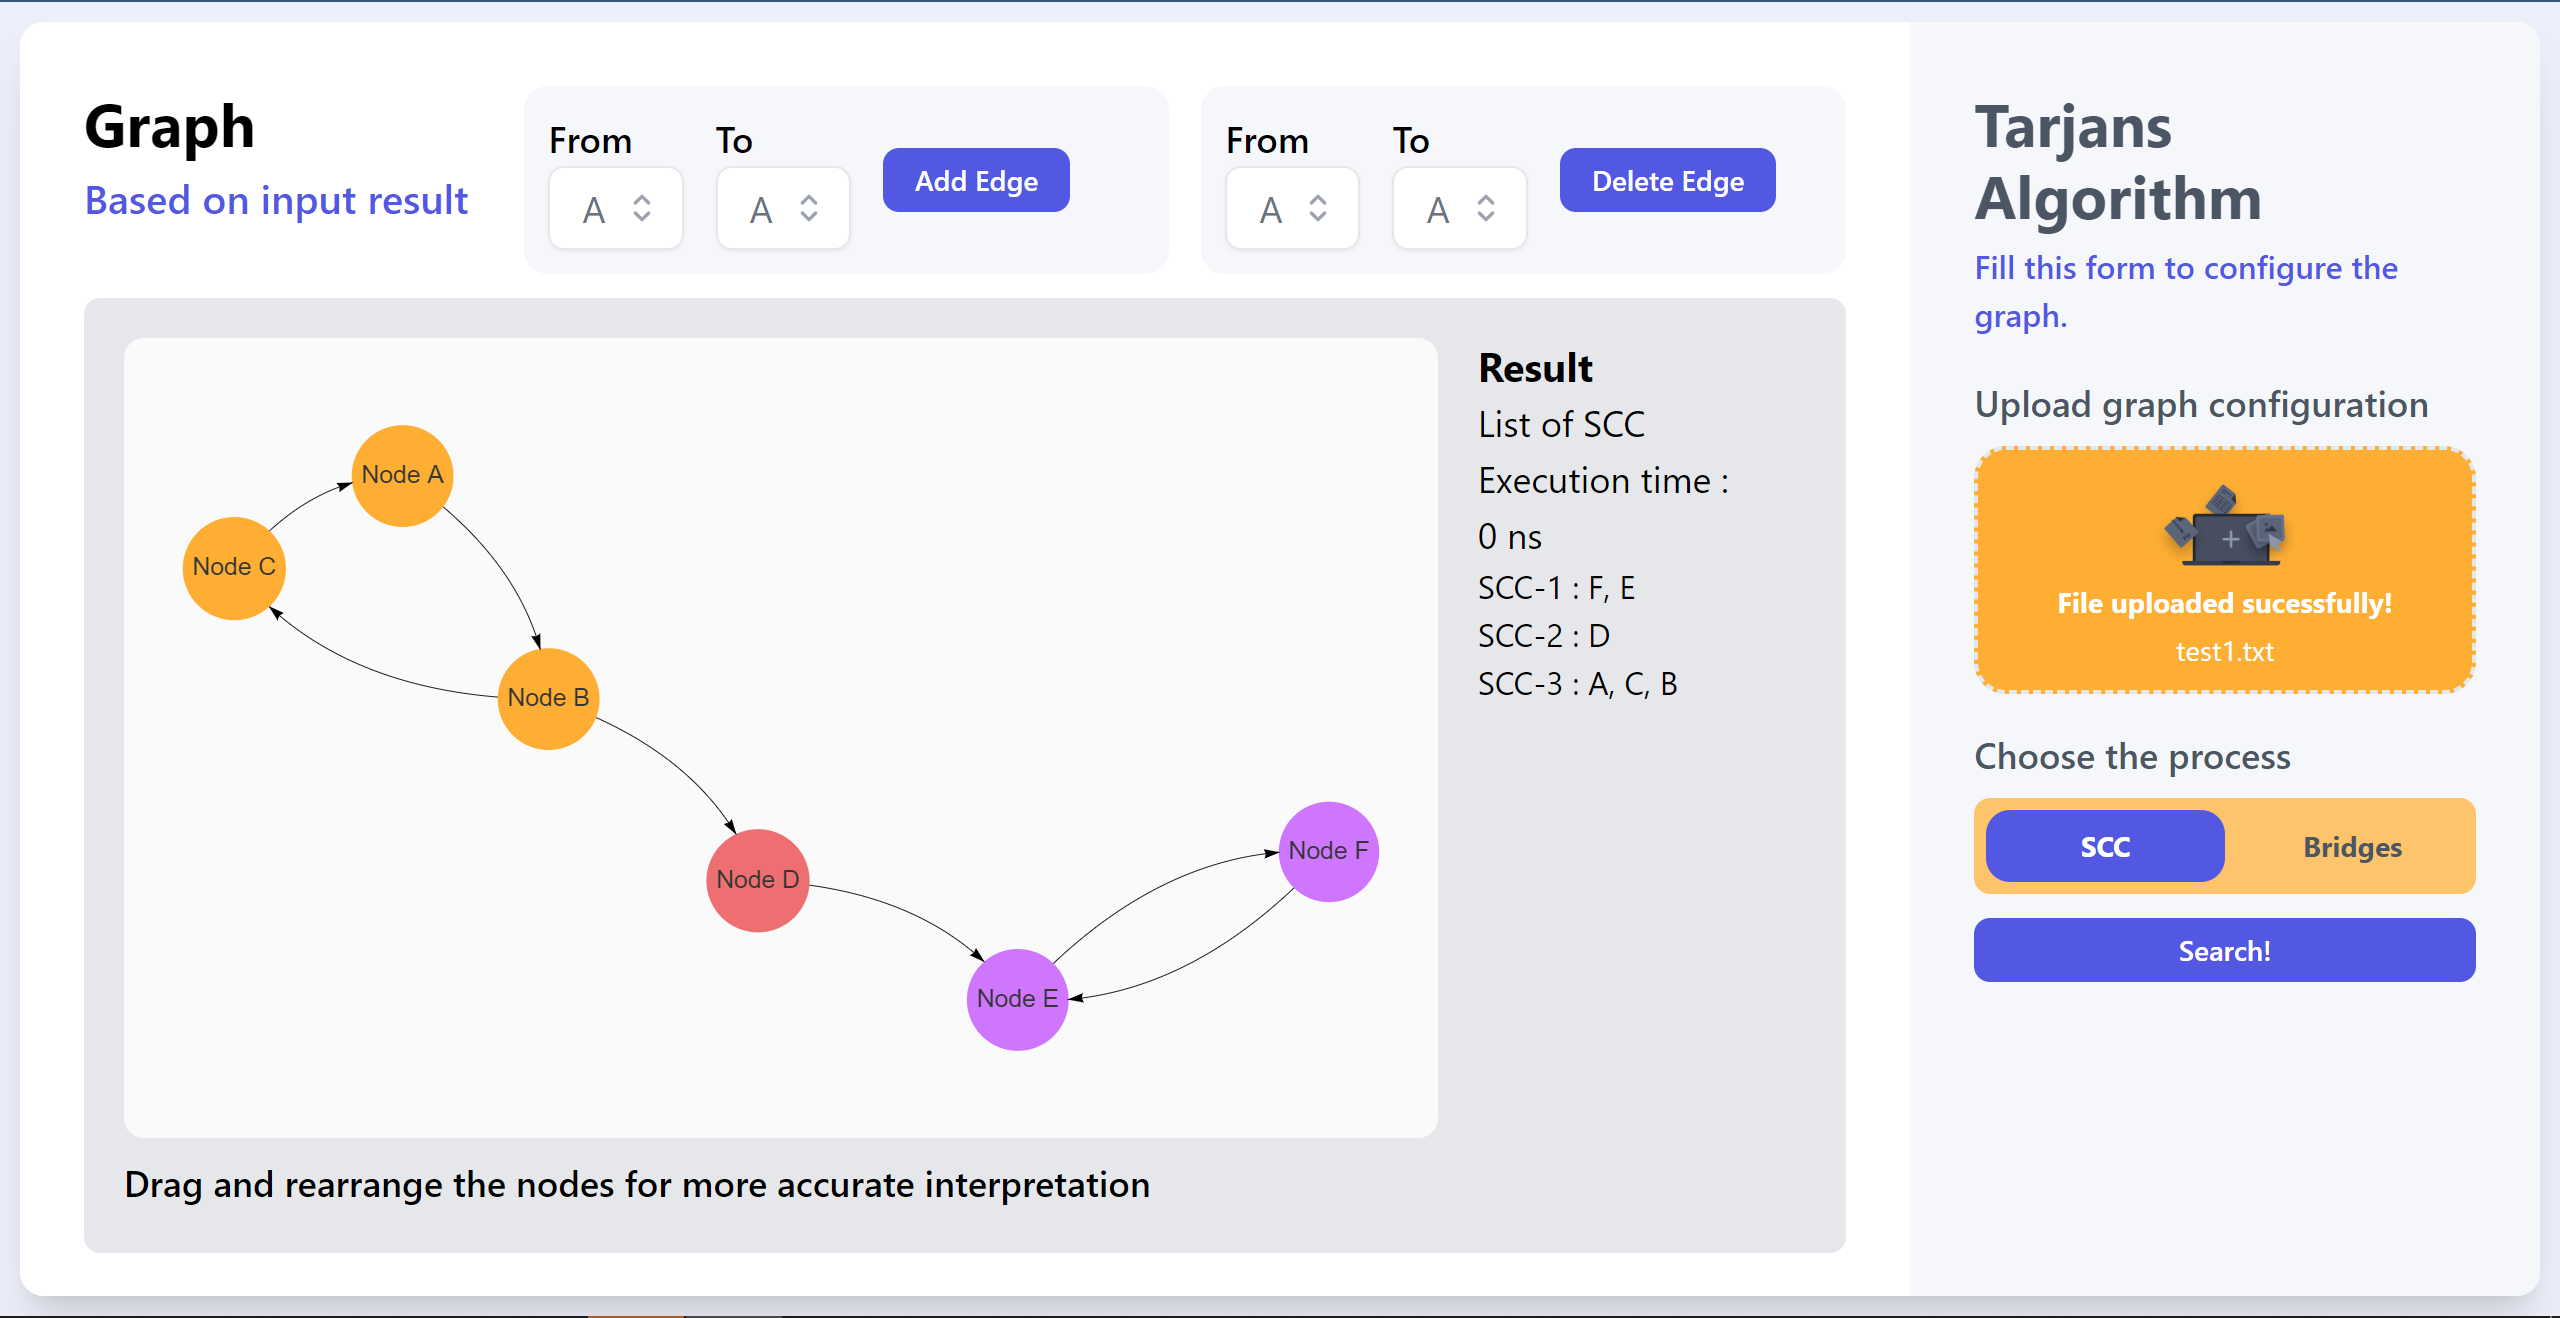 Graph
Based on input result
From To
A A
Add Edge
From To
A A
Delete Edge
Node A
Node C
Node B
Node D
Node F
Node E
Drag and rearrange the nodes for more accurate interpretation
Result
List of SCC
Execution time :
0 ns
SCC-1 : F, E
SCC-2 : D
SCC-3 : A, C, B
Tarjans
Algorithm
Fill this form to configure the
graph.
Upload graph configuration
File uploaded sucessfully!
test1.txt
Choose the process
SCC Bridges
Search!